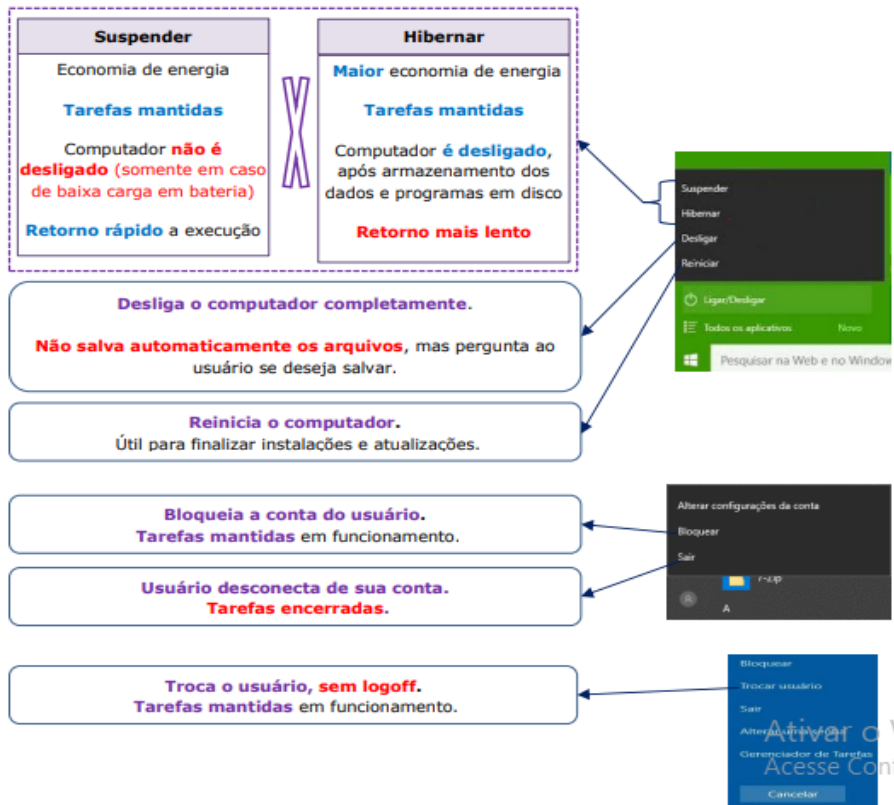 Suspender
Economia de energia
Tarefas mantidas
Computador não é
desligado (somente em caso
de baixa carga em bateria)
Retorno rápido a execução
X
Hibernar
Maior economia de energia
Tarefas mantidas
Computador é desligado,
após armazenamento dos
dados e programas em disco
Retorno mais lento
Suspender
Hibernar
Desligar
Reiniciar
Ligar/Desligar
Todos os aplicativos Novo
Pesquisar na Web e no Window
Desliga o computador completamente.
Não salva automaticamente os arquivos, mas pergunta ao
usuário se deseja salvar.
Reinicia o computador.
Útil para finalizar instalações e atualizações.
Bloqueia a conta do usuário.
Tarefas mantidas em funcionamento.
Usuário desconecta de sua conta.
Tarefas encerradas.
Alterar configurações da conta
Bloquear
Sair
7-Zip
A
Troca o usuário, sem logoff.
Tarefas mantidas em funcionamento.
Bloquear
Trocar usuário
Sair
Alterar uma senha
Gerenciador de Tarefas
Cancelar
Ativar o
Acesse